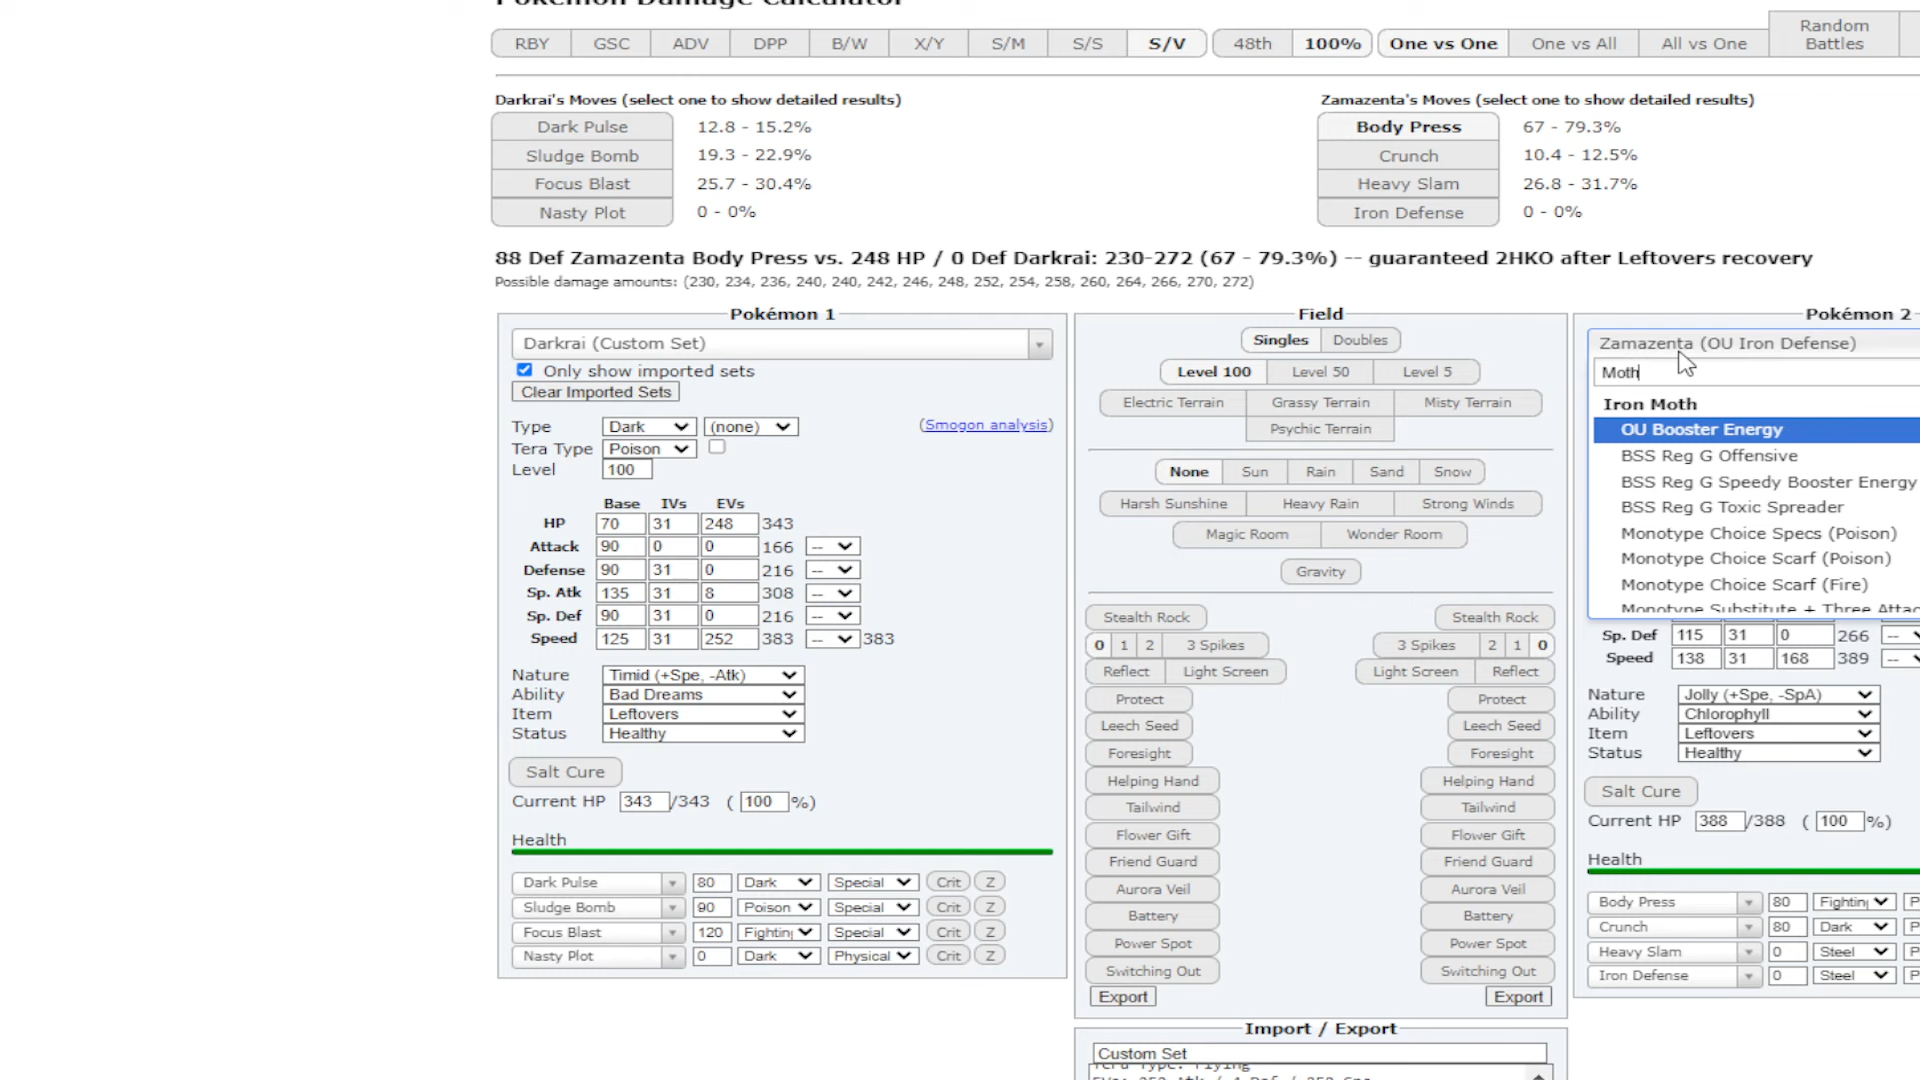 Pokémon Damage Calculator
RBY GSC ADV DPP B/W X/Y S/M S/S S/V 48th 100% One vs One One vs All All vs One Random Battles
Darkrai's Moves (select one to show detailed results)
Dark Pulse 12.8 - 15.2%
Sludge Bomb 19.3 - 22.9%
Focus Blast 25.7 - 30.4%
Nasty Plot 0 - 0%
Zamazenta's Moves (select one to show detailed results)
Body Press 67 - 79.3%
Crunch 10.4 - 12.5%
Heavy Slam 26.8 - 31.7%
Iron Defense 0 - 0%
88 Def Zamazenta Body Press vs. 248 HP / 0 Def Darkrai: 230-272 (67 - 79.3%) -- guaranteed 2HKO after Leftovers recovery
Possible damage amounts: (230, 234, 236, 240, 240, 242, 246, 248, 252, 254, 258, 260, 264, 266, 270, 272)
Pokémon 1
Darkrai (Custom Set)
Only show imported sets
Clear Imported Sets
Type Dark (none) (Smogon analysis)
Tera Type Poison
Level 100
Base IVs EVs
HP 70 31 248 343
Attack 90 0 0 166 --
Defense 90 31 0 216 --
Sp. Atk 135 31 8 308 --
Sp. Def 90 31 0 216 --
Speed 125 31 252 383 -- 383
Nature Timid (+Spe, -Atk)
Ability Bad Dreams
Item Leftovers
Status Healthy
Salt Cure
Current HP 343 /343 ( 100 %)
Health
Dark Pulse 80 Dark Special Crit Z
Sludge Bomb 90 Poison Special Crit Z
Focus Blast 120 Fighting Special Crit Z
Nasty Plot 0 Dark Physical Crit Z
Field
Singles Doubles
Level 100 Level 50 Level 5
Electric Terrain Grassy Terrain Misty Terrain
Psychic Terrain
None Sun Rain Sand Snow
Harsh Sunshine Heavy Rain Strong Winds
Magic Room Wonder Room
Gravity
Stealth Rock Stealth Rock
0 1 2 3 Spikes 3 Spikes 2 1 0
Reflect Light Screen Light Screen Reflect
Protect Protect
Leech Seed Leech Seed
Foresight Foresight
Helping Hand Helping Hand
Tailwind Tailwind
Flower Gift Flower Gift
Friend Guard Friend Guard
Aurora Veil Aurora Veil
Battery Battery
Power Spot Power Spot
Switching Out Switching Out
Export Export
Import / Export
Custom Set
Tera Type: Flying
Pokémon 2
Zamazenta (OU Iron Defense)
Moth
Iron Moth
OU Booster Energy
BSS Reg G Offensive
BSS Reg G Speedy Booster Energy
BSS Reg G Toxic Spreader
Monotype Choice Specs (Poison)
Monotype Choice Scarf (Poison)
Monotype Choice Scarf (Fire)
Monotype Substitute + Three Attac
Sp. Def 115 31 0 266 --
Speed 138 31 168 389 --
Nature Jolly (+Spe, -SpA)
Ability Chlorophyll
Item Leftovers
Status Healthy
Salt Cure
Current HP 388 /388 ( 100 %)
Health
Body Press 80 Fighting P
Crunch 80 Dark P
Heavy Slam 0 Steel P
Iron Defense 0 Steel P